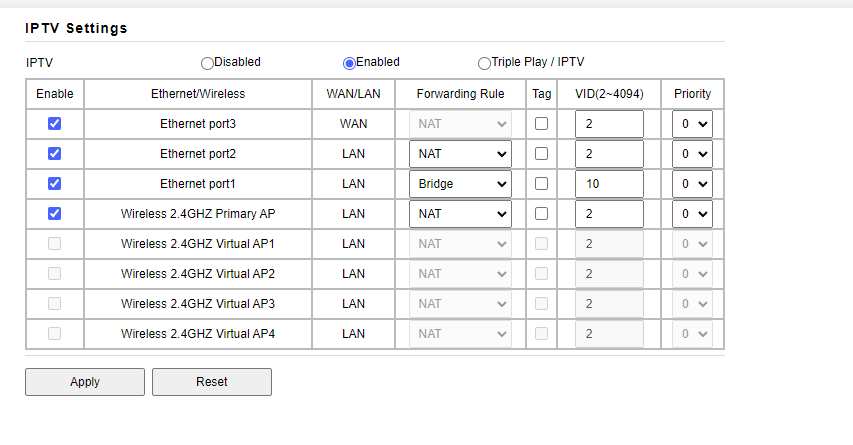 IPTV Settings
IPTV Disabled Enabled Triple Play / IPTV
Enable Ethernet/Wireless WAN/LAN Forwarding Rule Tag VID(2~4094) Priority
Ethernet port3 WAN NAT 2 0
Ethernet port2 LAN NAT 2 0
Ethernet port1 LAN Bridge 10 0
Wireless 2.4GHZ Primary AP LAN NAT 2 0
Wireless 2.4GHZ Virtual AP1 LAN NAT 2 0
Wireless 2.4GHZ Virtual AP2 LAN NAT 2 0
Wireless 2.4GHZ Virtual AP3 LAN NAT 2 0
Wireless 2.4GHZ Virtual AP4 LAN NAT 2 0
Apply Reset